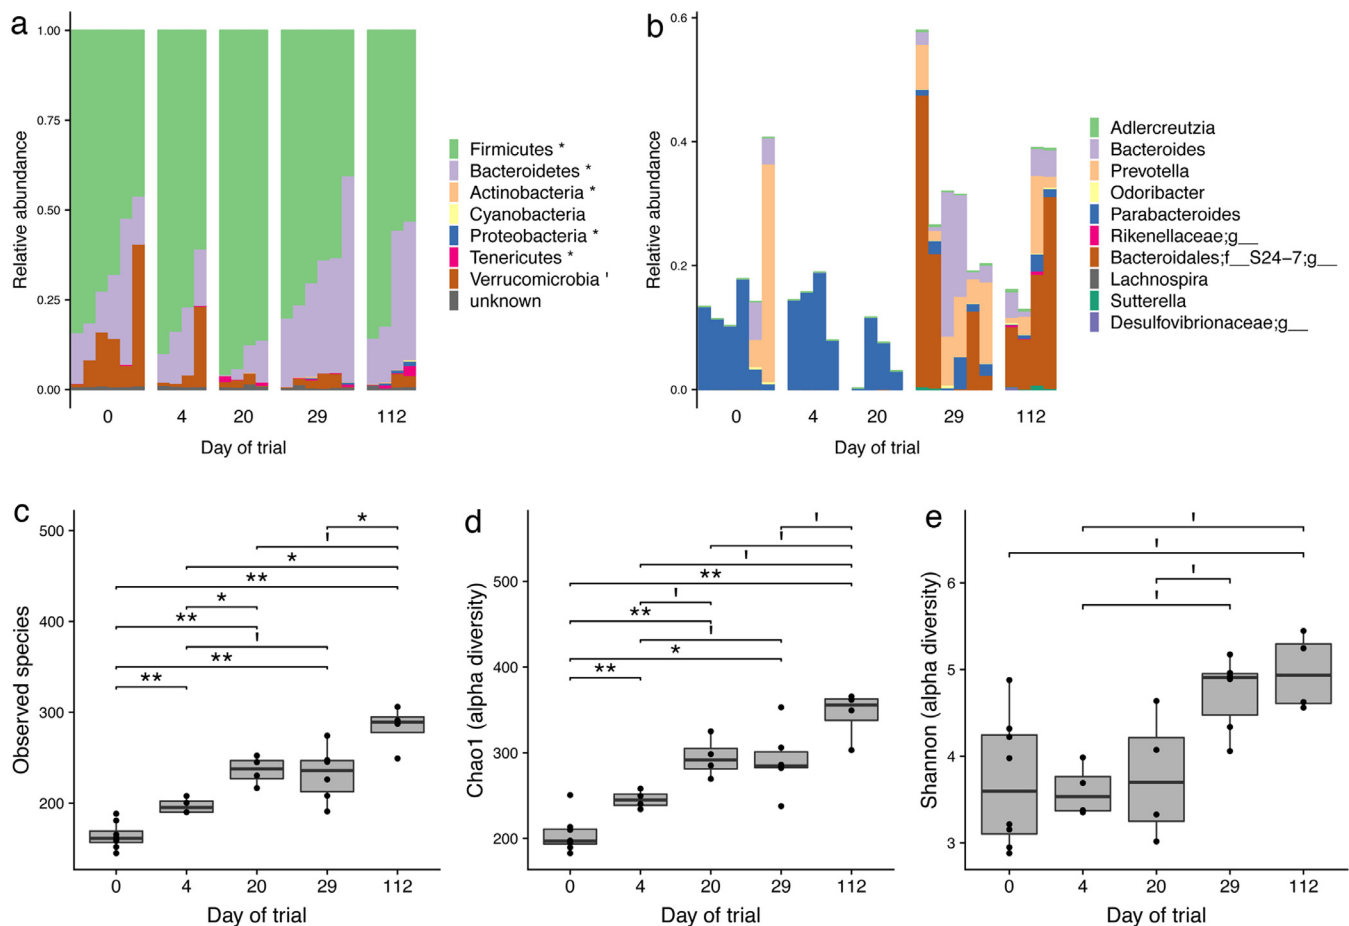 a
1.00
0.75
0.50
0.25
0.00
Relative abundance
0 4 20 29 112
Day of trial
Firmicutes *
Bacteroidetes *
Actinobacteria *
Cyanobacteria
Proteobacteria *
Tenericutes *
Verrucomicrobia '
unknown
b
0.6
0.4
0.2
0.0
Relative abundance
0 4 20 29 112
Day of trial
Adlercreutzia
Bacteroides
Prevotella
Odoribacter
Parabacteroides
Rikenellaceae;g__
Bacteroidales;f__S24-7;g__
Lachnospira
Sutterella
Desulfovibrionaceae;g__
c
500
400
300
200
Observed species
*
'
*
**
*
**
'
**
**
0 4 20 29 112
Day of trial
d
500
400
300
200
Chao1 (alpha diversity)
'
'
'
**
'
**
'
*
**
0 4 20 29 112
Day of trial
e
6
5
4
3
Shannon (alpha diversity)
'
'
'
'
0 4 20 29 112
Day of trial